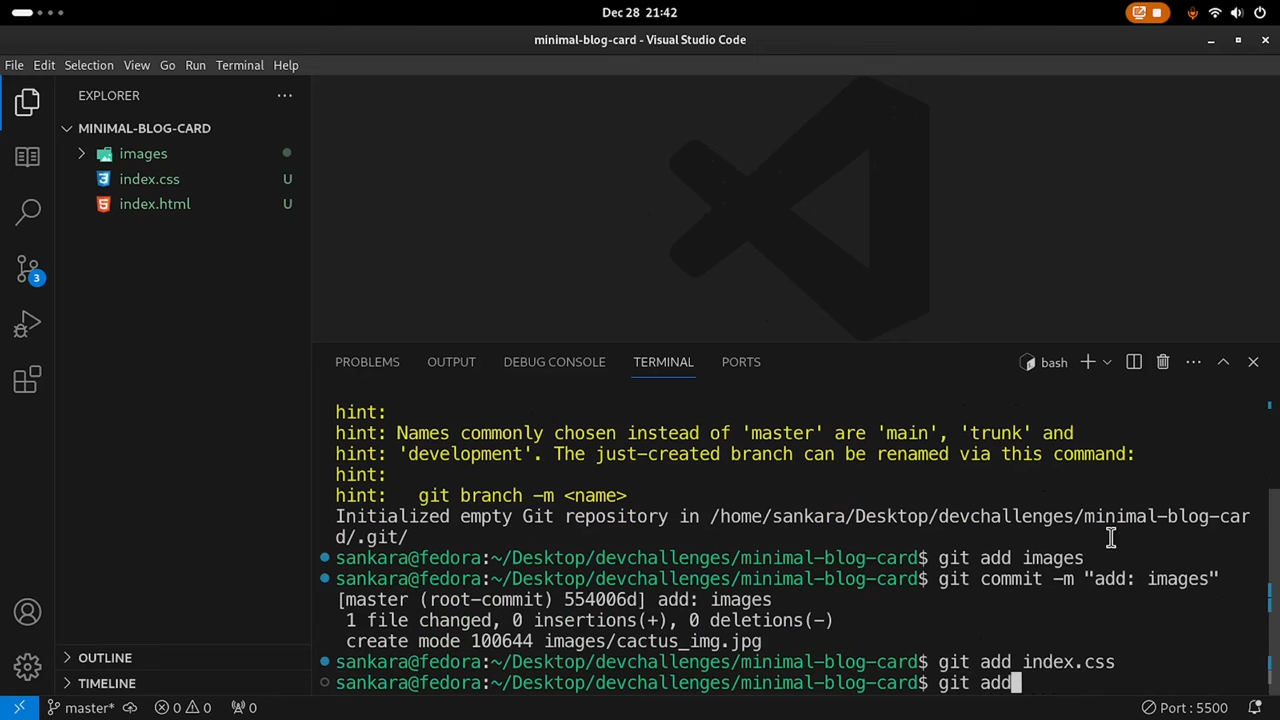 Dec 28 21:42
minimal-blog-card - Visual Studio Code
File Edit Selection View Go Run Terminal Help
EXPLORER
MINIMAL-BLOG-CARD
images
index.css U
index.html U
3
PROBLEMS OUTPUT DEBUG CONSOLE TERMINAL PORTS
bash
hint:
hint: Names commonly chosen instead of 'master' are 'main', 'trunk' and
hint: 'development'. The just-created branch can be renamed via this command:
hint:
hint:   git branch -m <name>
Initialized empty Git repository in /home/sankara/Desktop/devchallenges/minimal-blog-car
d/.git/
sankara@fedora:~/Desktop/devchallenges/minimal-blog-card$ git add images
sankara@fedora:~/Desktop/devchallenges/minimal-blog-card$ git commit -m "add: images"
[master (root-commit) 554006d] add: images
 1 file changed, 0 insertions(+), 0 deletions(-)
 create mode 100644 images/cactus_img.jpg
sankara@fedora:~/Desktop/devchallenges/minimal-blog-card$ git add index.css
sankara@fedora:~/Desktop/devchallenges/minimal-blog-card$ git add
OUTLINE
TIMELINE
master* 0 0 0
Port : 5500